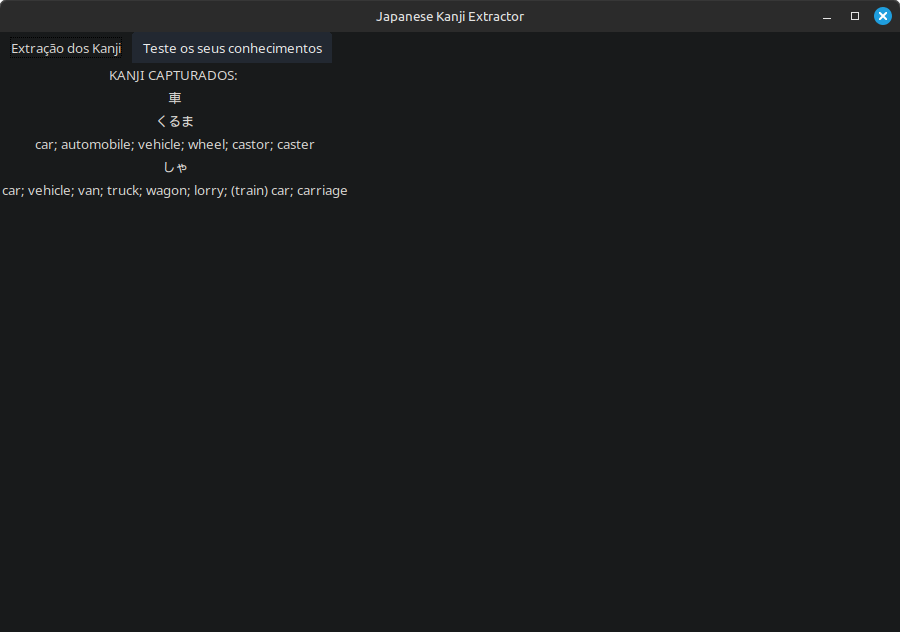 Japanese Kanji Extractor
Extração dos Kanji Teste os seus conhecimentos
KANJI CAPTURADOS:
車
くるま
car; automobile; vehicle; wheel; castor; caster
しゃ
car; vehicle; van; truck; wagon; lorry; (train) car; carriage